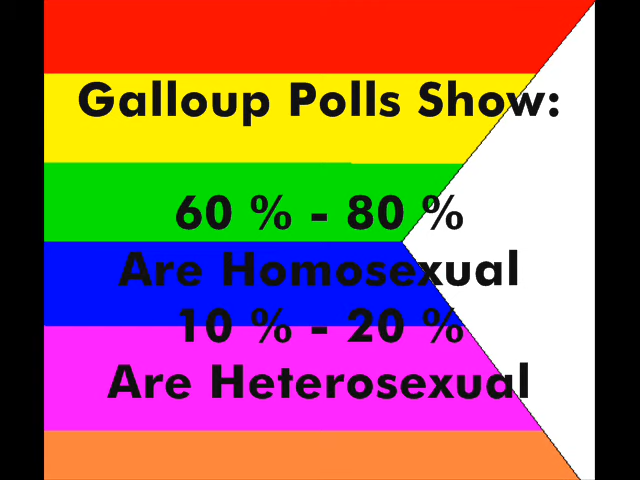 Galloup Polls Show:
60 % - 80 %
Are Homosexual
10 % - 20 %
Are Heterosexual